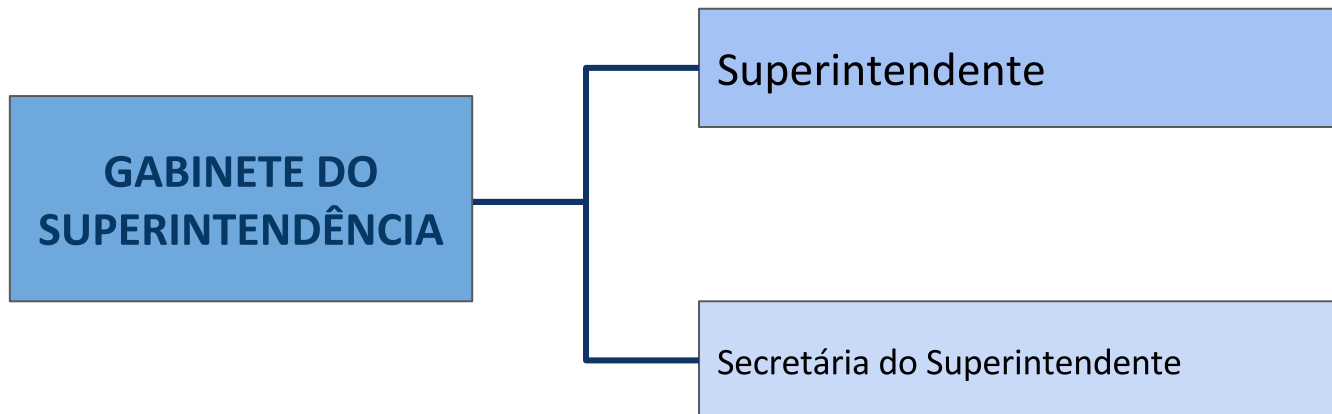 GABINETE DO
SUPERINTENDÊNCIA
Superintendente
Secretária do Superintendente